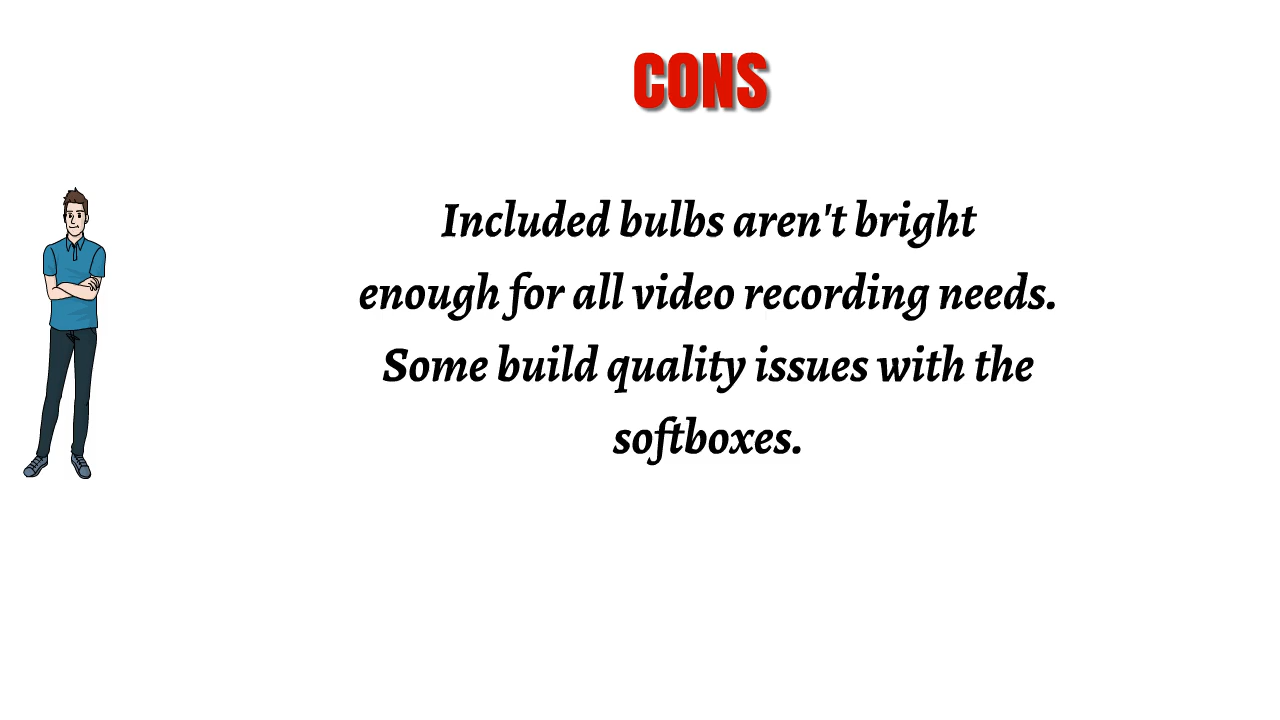 CONS
Included bulbs aren't bright
enough for all video recording needs.
Some build quality issues with the
softboxes.